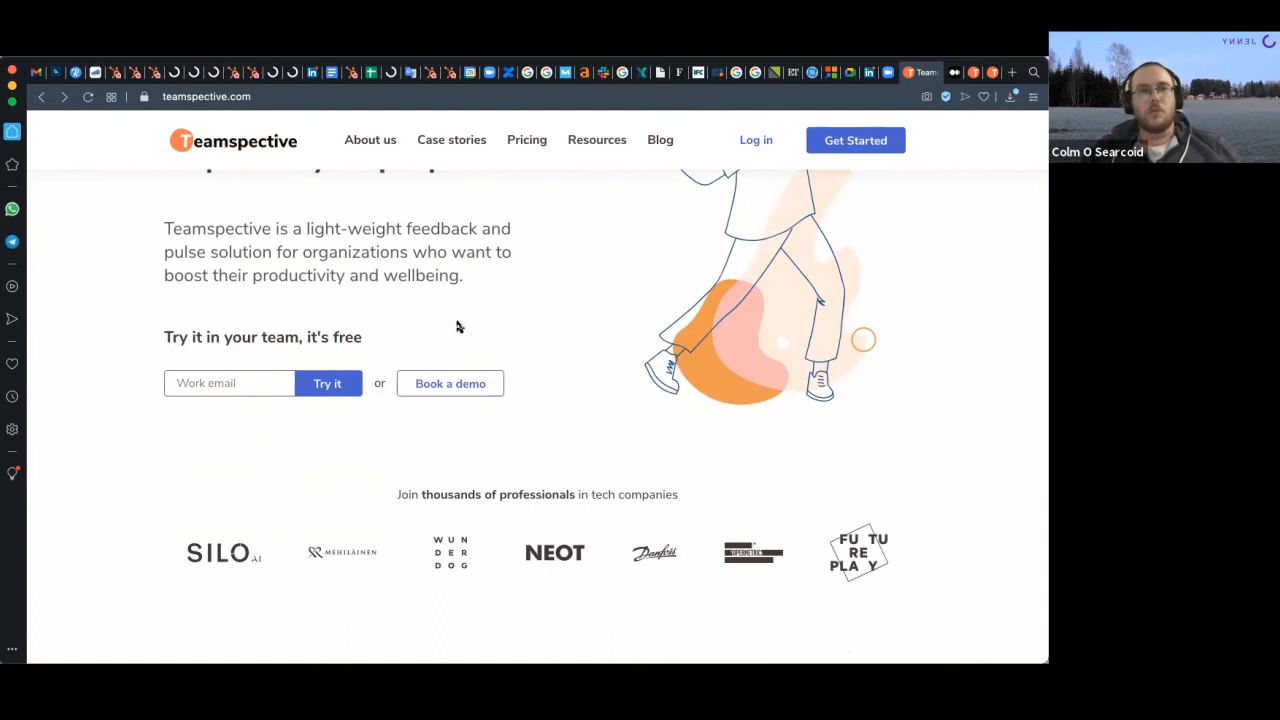 JENNY
Team
teamspective.com
Teamspective
About us
Case stories
Pricing
Resources
Blog
Log in
Get Started
Colm O Searcoid
Teamspective is a light-weight feedback and
pulse solution for organizations who want to
boost their productivity and wellbeing.
Try it in your team, it's free
Work email
Try it
or
Book a demo
Join thousands of professionals in tech companies
SILO.AI
MEHILÄINEN
WUN
DER
DOG
NEOT
Danfoss
SUPERMETRICS
FU TU
RE
PLA Y